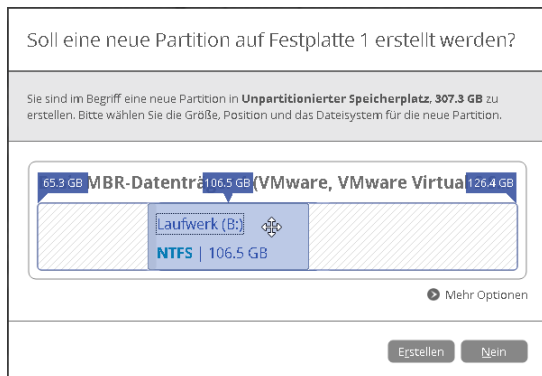 Soll eine neue Partition auf Festplatte 1 erstellt werden?
Sie sind im Begriff eine neue Partition in Unpartitionierter Speicherplatz, 307.3 GB zu
erstellen. Bitte wählen Sie die Größe, Position und das Dateisystem für die neue Partition.
65.3 GB MBR-Datenträ 106.5 GB (VMware, VMware Virtual 126.4 GB
Laufwerk (B:)
NTFS | 106.5 GB
Mehr Optionen
Erstellen Nein